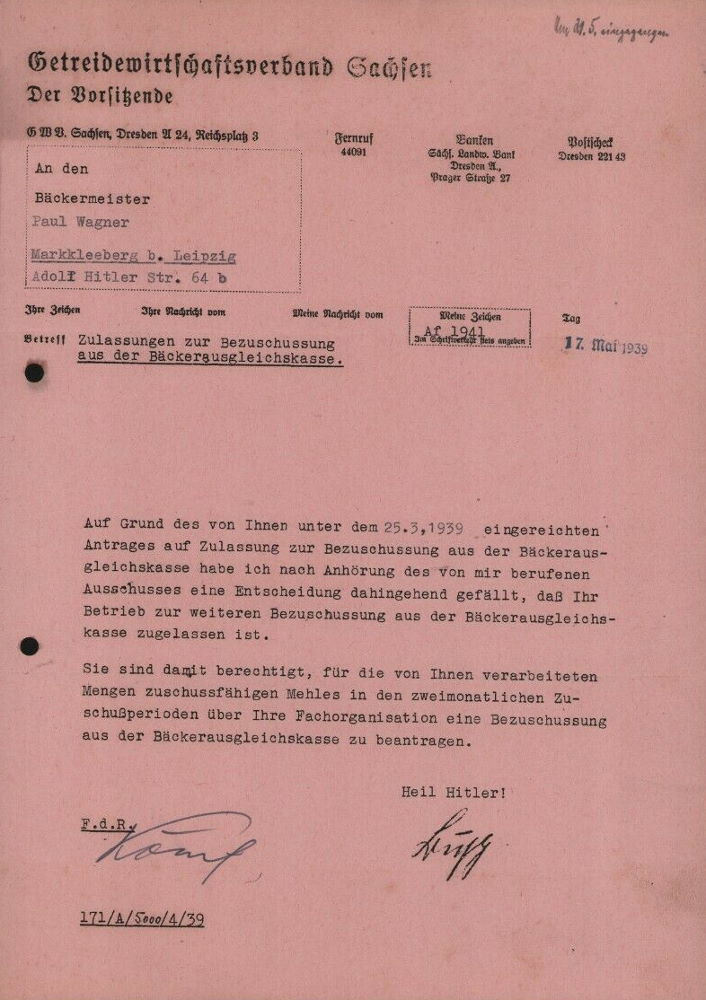 eingegangen
Getreidewirtschaftsverband Sachsen
Der Vorsitzende
G W V. Sachsen, Dresden A 24, Reichsplatz 3
Fernruf
44091
Banken
Sächs. Landw. Bank
Dresden A.,
Prager Straße 27
Postscheck
Dresden 221 43
An den
Bäckermeister
Paul Wagner
Markkleeberg b. Leipzig
Adolf Hitler Str. 64 b
Ihre Zeichen Ihre Nachricht vom Meine Nachricht vom Meine Zeichen Tag
Af 1941
Im Schriftverkehr stets angeben
17. Mai 1939
Betreff Zulassungen zur Bezuschussung
aus der Bäckerausgleichskasse.
Auf Grund des von Ihnen unter dem 25.3,1939 eingereichten
Antrages auf Zulassung zur Bezuschussung aus der Bäckeraus-
gleichskasse habe ich nach Anhörung des von mir berufenen
Ausschusses eine Entscheidung dahingehend gefällt, daß Ihr
Betrieb zur weiteren Bezuschussung aus der Bäckerausgleichs-
kasse zugelassen ist.
Sie sind damit berechtigt, für die von Ihnen verarbeiteten
Mengen zuschussfähigen Mehles in den zweimonatlichen Zu-
schußperioden über Ihre Fachorganisation eine Bezuschussung
aus der Bäckerausgleichskasse zu beantragen.
Heil Hitler!
F.d.R.
171/A/5000/4/39